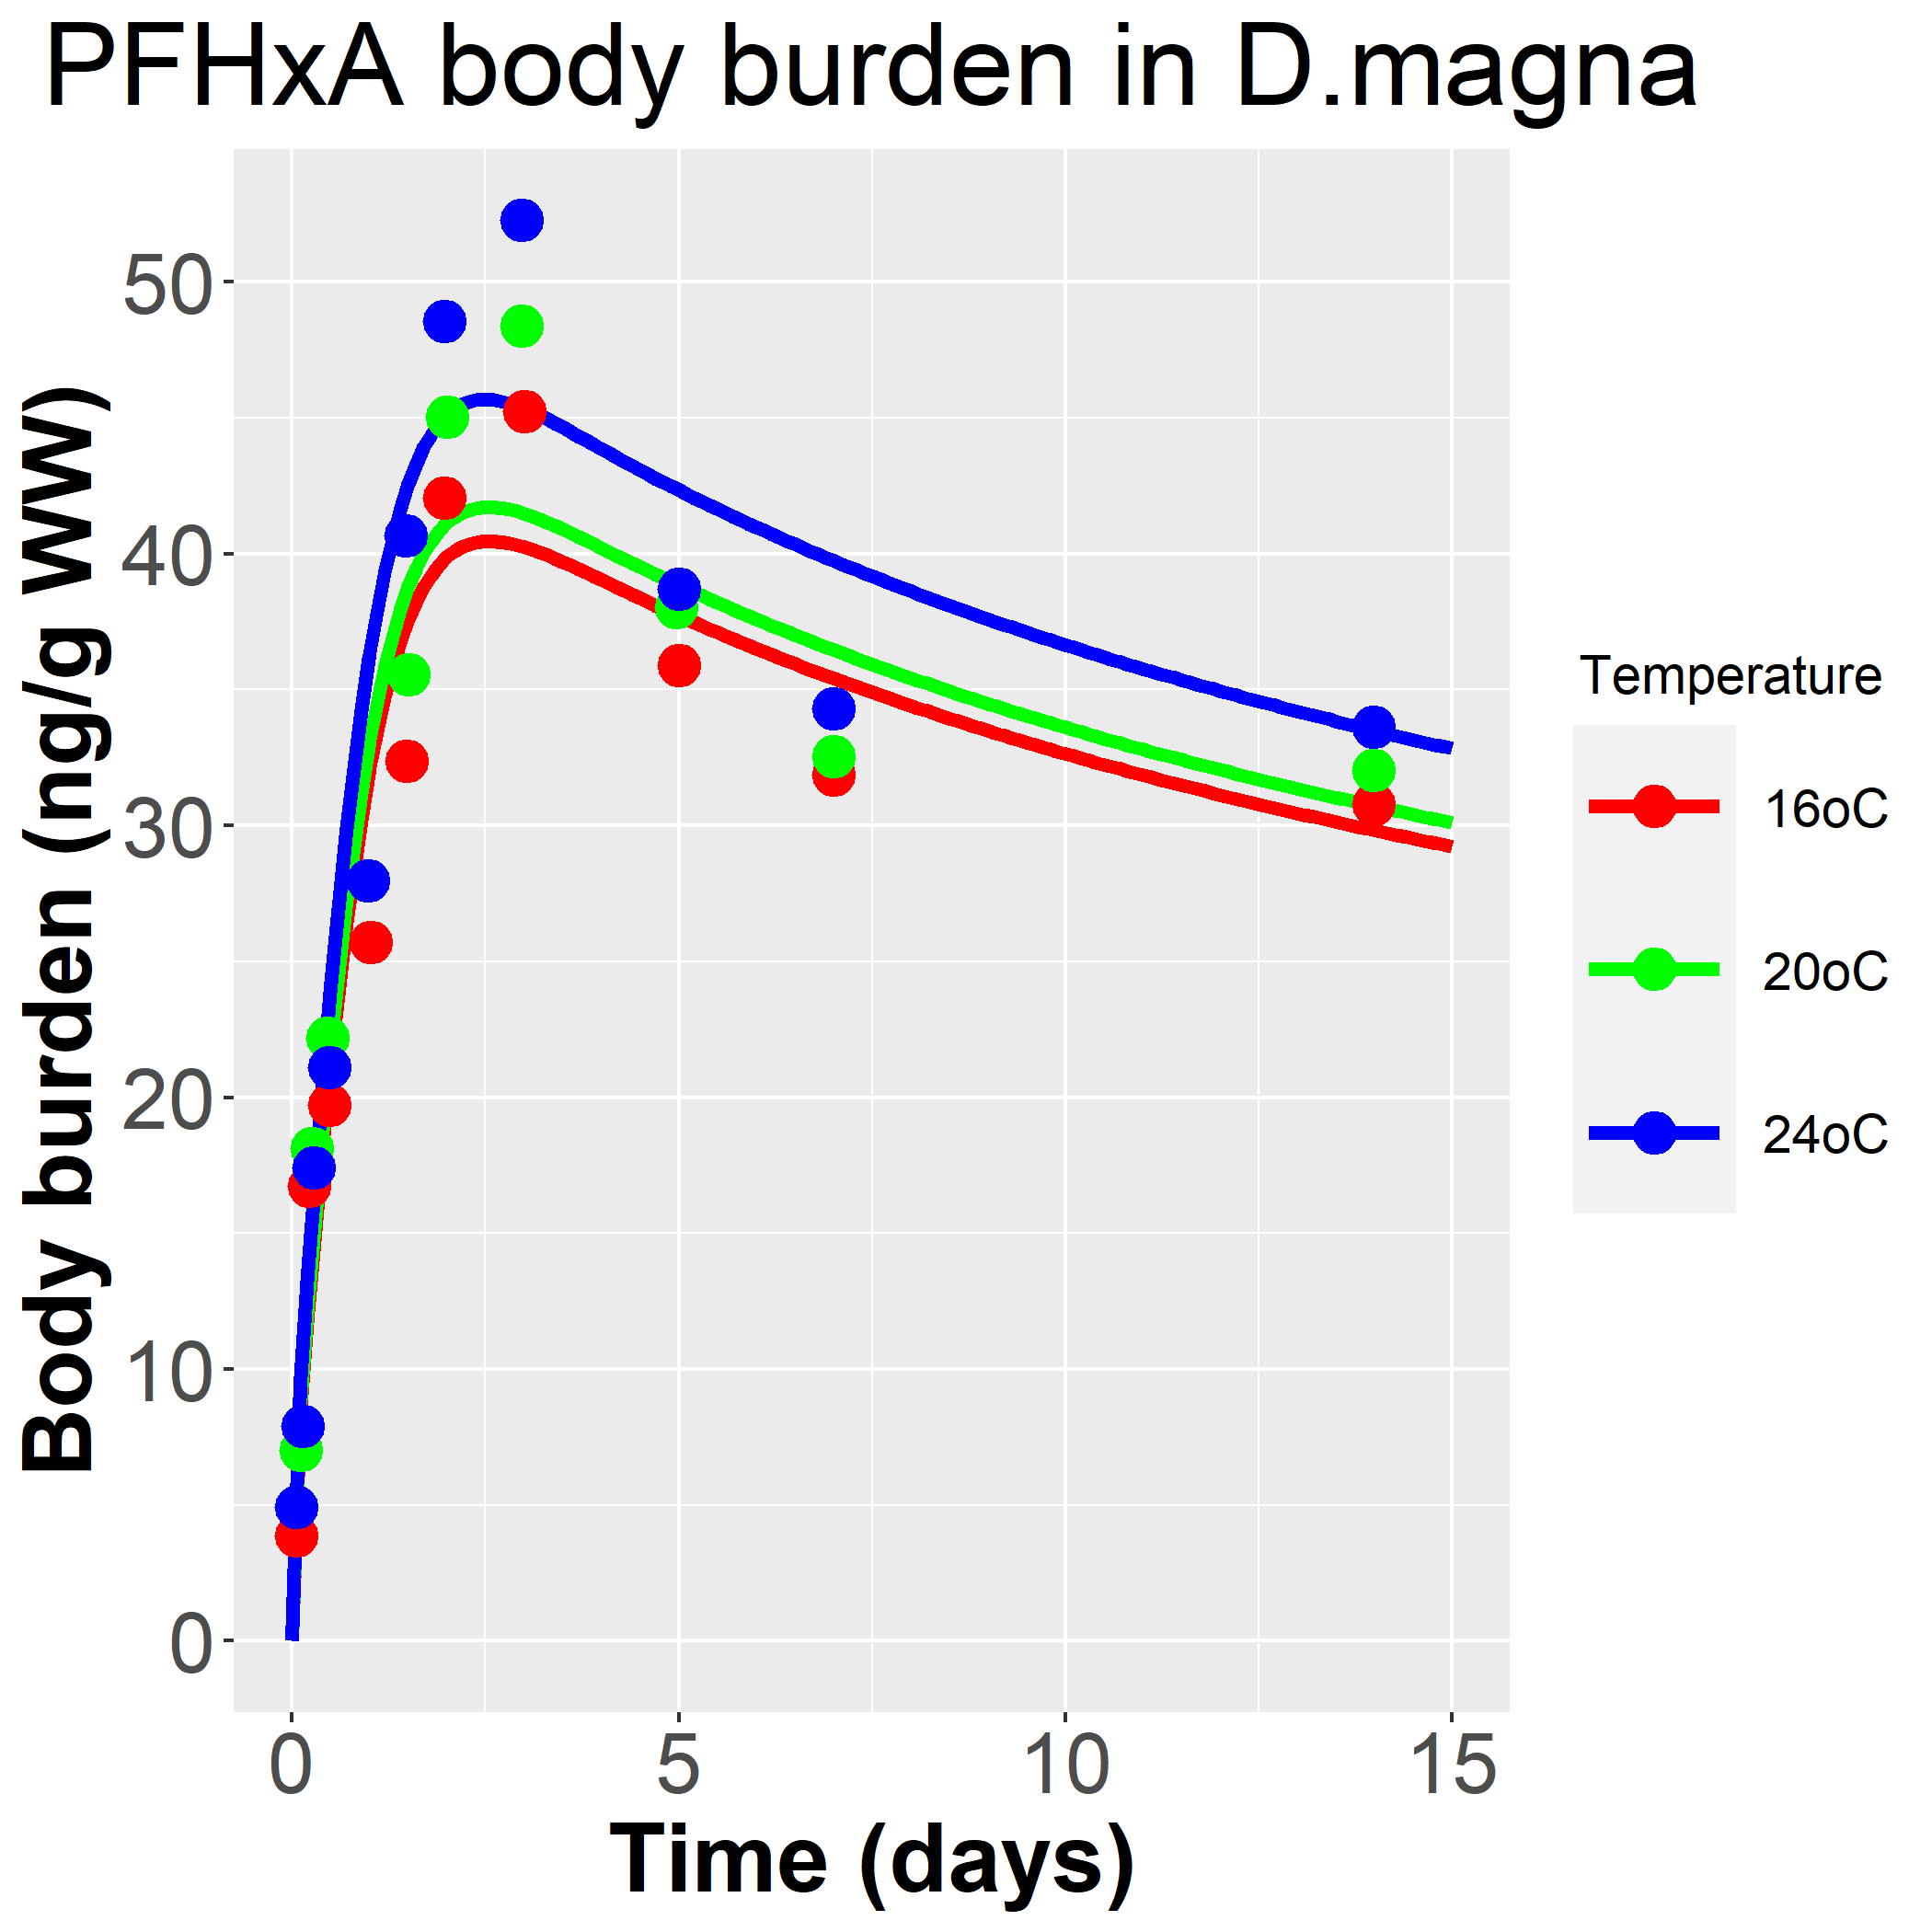 PFHxA body burden in D.magna
Body burden (ng/g WW)
50
40
30
20
10
0
0 5 10 15
Time (days)
Temperature
16oC
20oC
24oC